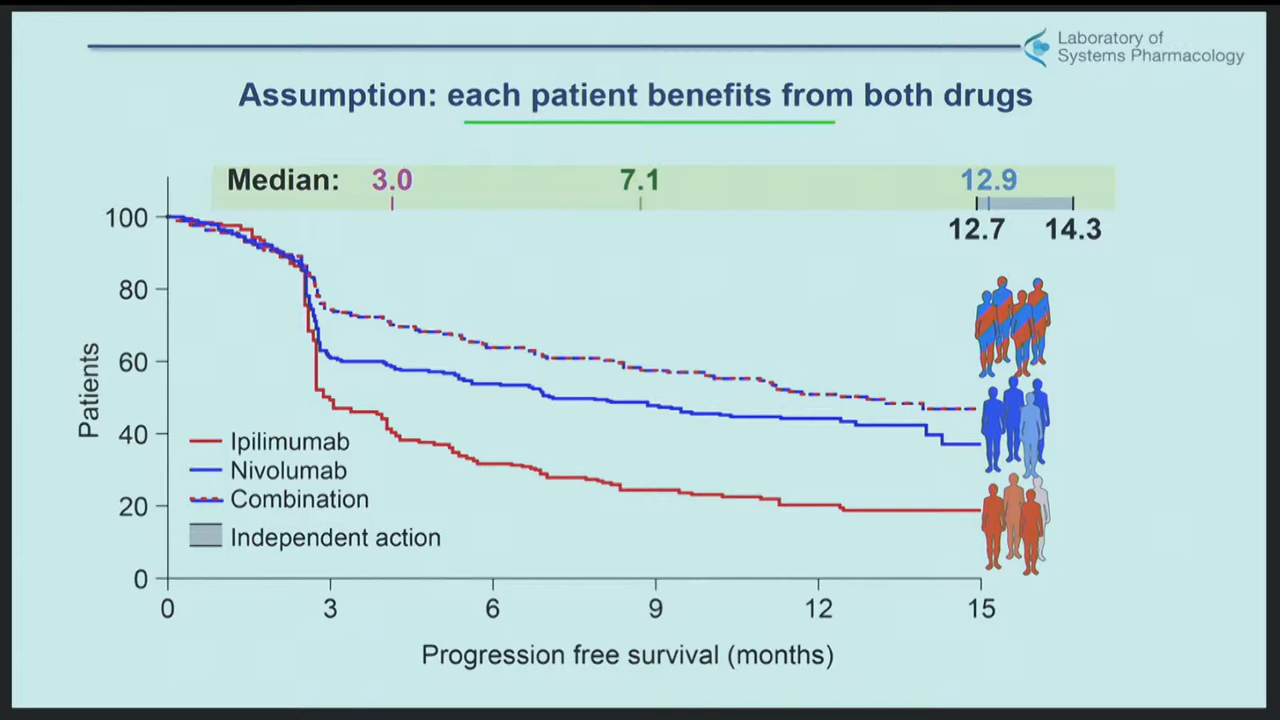 Laboratory of
Systems Pharmacology
Assumption: each patient benefits from both drugs
Median: 3.0 7.1 12.9
12.7 14.3
100
80
60
40
20
0
Patients
Ipilimumab
Nivolumab
Combination
Independent action
0 3 6 9 12 15
Progression free survival (months)